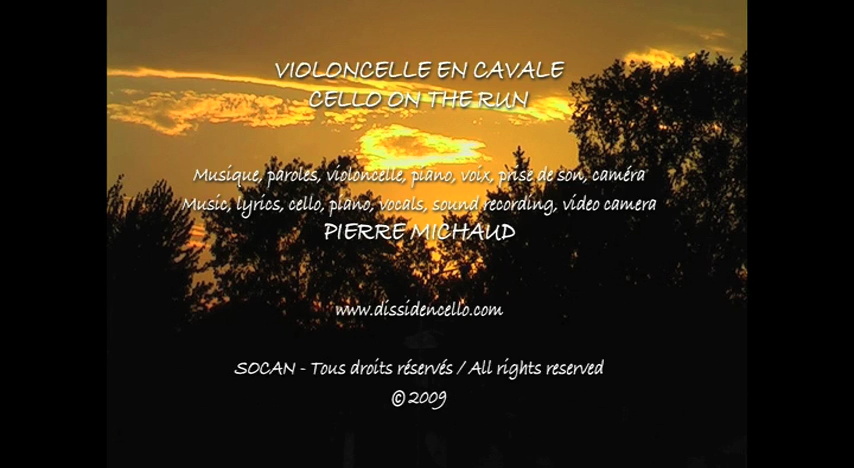 VIOLONCELLE EN CAVALE
CELLO ON THE RUN
Musique, paroles, violoncelle, piano, voix, prise de son, caméra
Music, lyrics, cello, piano, vocals, sound recording, video camera
PIERRE MICHAUD
www.dissidencello.com
SOCAN - Tous droits réservés / All rights reserved
© 2009